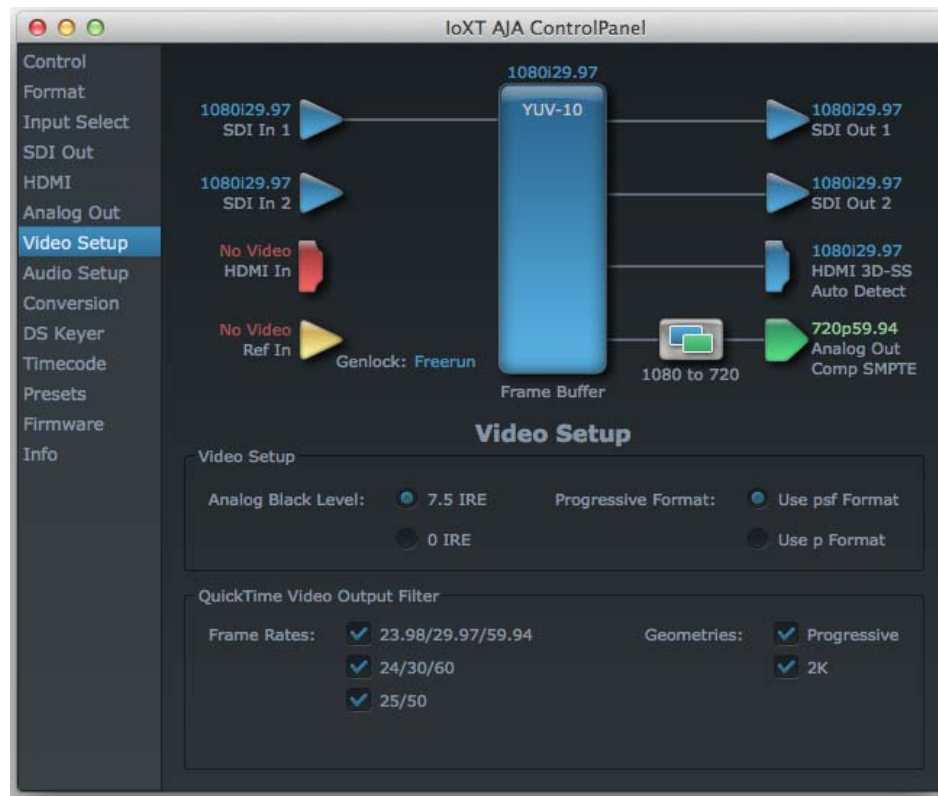 IoXT AJA ControlPanel
Control
Format
Input Select
SDI Out
HDMI
Analog Out
Video Setup
Audio Setup
Conversion
DS Keyer
Timecode
Presets
Firmware
Info
1080i29.97
YUV-10
Frame Buffer
1080i29.97
SDI In 1
1080i29.97
SDI In 2
No Video
HDMI In
No Video
Ref In
Genlock: Freerun
1080i29.97
SDI Out 1
1080i29.97
SDI Out 2
1080i29.97
HDMI 3D-SS
Auto Detect
1080 to 720
720p59.94
Analog Out
Comp SMPTE
Video Setup
Video Setup
Analog Black Level: 7.5 IRE Progressive Format: Use psf Format
0 IRE Use p Format
QuickTime Video Output Filter
Frame Rates: 23.98/29.97/59.94 Geometries: Progressive
24/30/60 2K
25/50